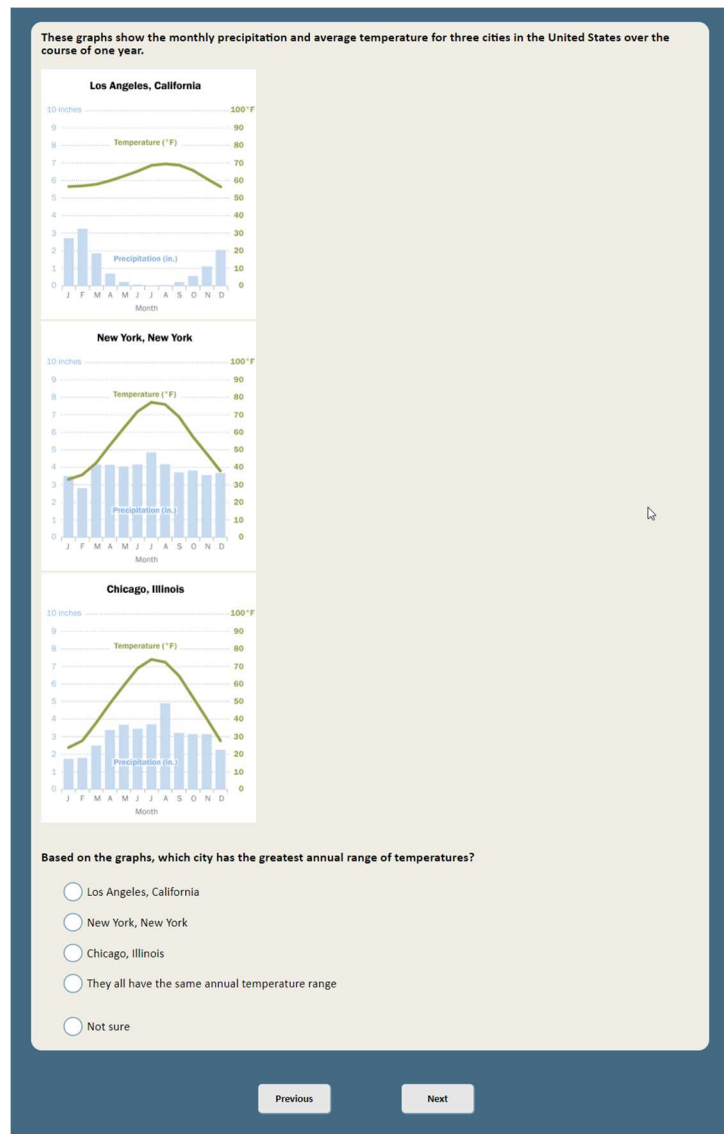 These graphs show the monthly precipitation and average temperature for three cities in the United States over the
course of one year.
Los Angeles, California
10 inches 100°F
9 90
8 Temperature (°F) 80
7 70
6 60
5 50
4 40
3 30
2 20
Precipitation (in.)
1 10
0 0
J F M A M J J A S O N D
Month
New York, New York
10 inches 100°F
9 90
8 Temperature (°F) 80
7 70
6 60
5 50
4 40
3 30
2 20
Precipitation (in.)
1 10
0 0
J F M A M J J A S O N D
Month
Chicago, Illinois
10 inches 100°F
9 90
8 Temperature (°F) 80
7 70
6 60
5 50
4 40
3 30
2 20
Precipitation (in.)
1 10
0 0
J F M A M J J A S O N D
Month
Based on the graphs, which city has the greatest annual range of temperatures?
Los Angeles, California
New York, New York
Chicago, Illinois
They all have the same annual temperature range
Not sure
Previous Next